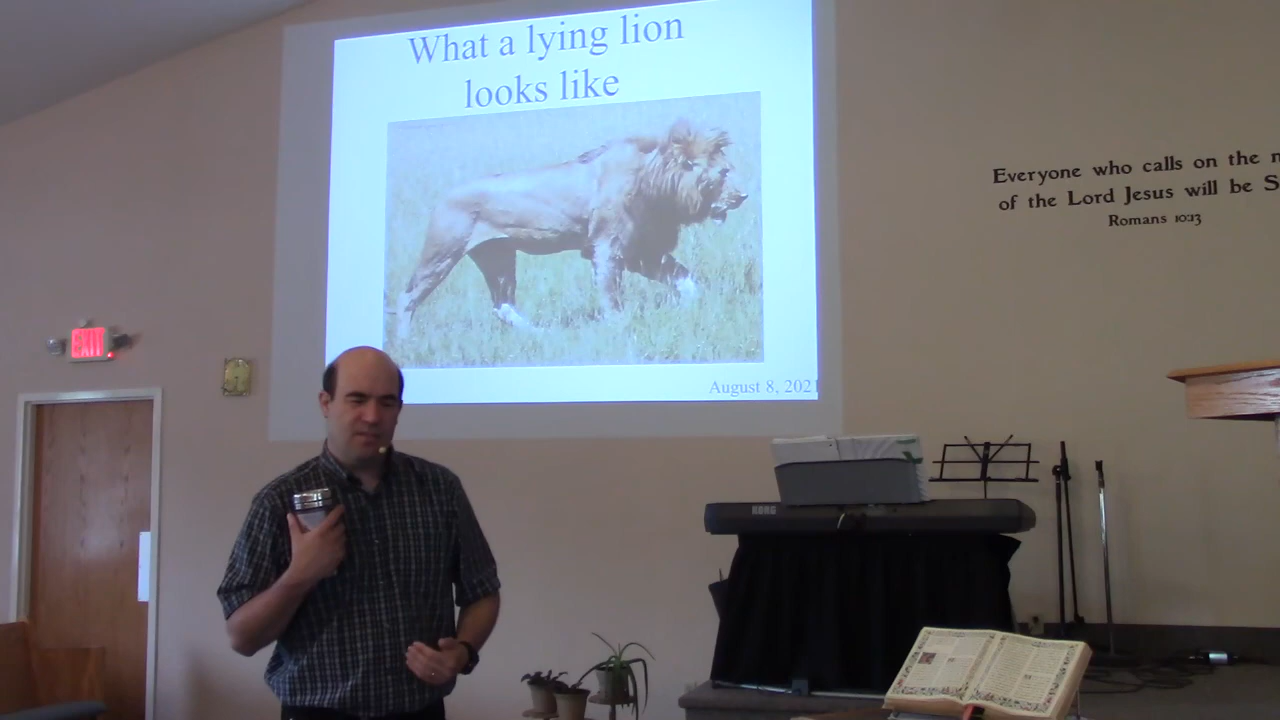 What a lying lion
looks like
August 8, 2021
Everyone who calls on the
of the Lord Jesus will be
Romans 10:13
KORG